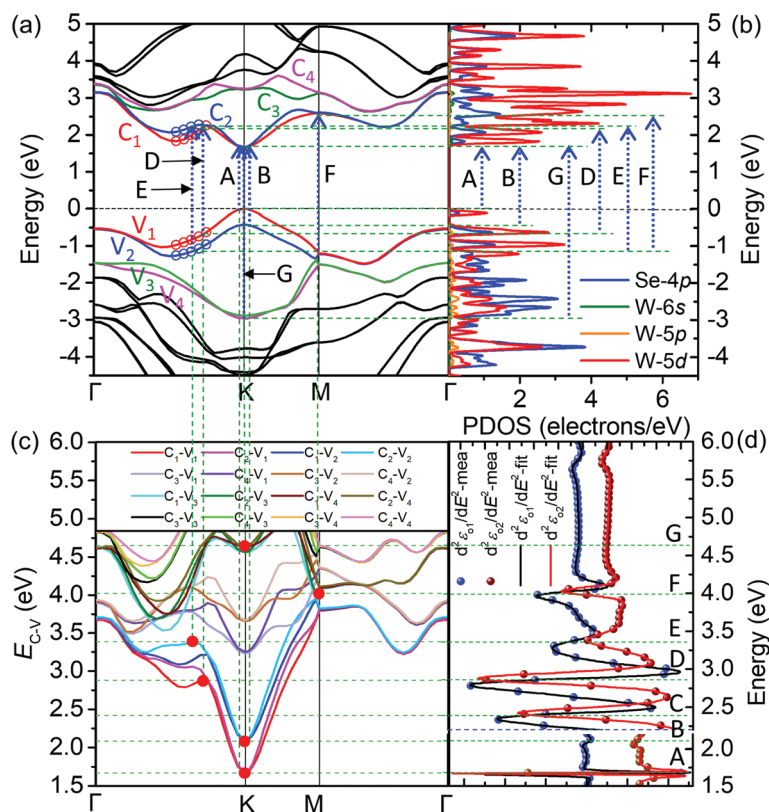 (a)
(b)
5
4
3
2
1
0
-1
-2
-3
-4
Energy (eV)
C₄
C₃
C₂
C₁
D
E
A
B
F
G
V₁
V₂
V₃
V₄
Γ
K
M
Γ
A
B
G
D
E
F
Se-4p
W-6s
W-5p
W-5d
2
4
6
PDOS (electrons/eV)
5
4
3
2
1
0
-1
-2
-3
-4
Energy (eV)
(c)
(d)
6.0
5.5
5.0
4.5
4.0
3.5
3.0
2.5
2.0
1.5
E_C-V (eV)
C₁-V₁ C₂-V₁ C₁-V₂ C₂-V₂
C₃-V₁ C₄-V₁ C₃-V₂ C₄-V₂
C₁-V₃ C₂-V₃ C₁-V₄ C₂-V₄
C₃-V₃ C₄-V₃ C₃-V₄ C₄-V₄
Γ
K
M
Γ
d²ε_o1/dE²-mea
d²ε_o2/dE²-mea
d²ε_o1/dE²-fit
d²ε_o2/dE²-fit
G
F
E
D
C
B
A
6.0
5.5
5.0
4.5
4.0
3.5
3.0
2.5
2.0
1.5
Energy (eV)